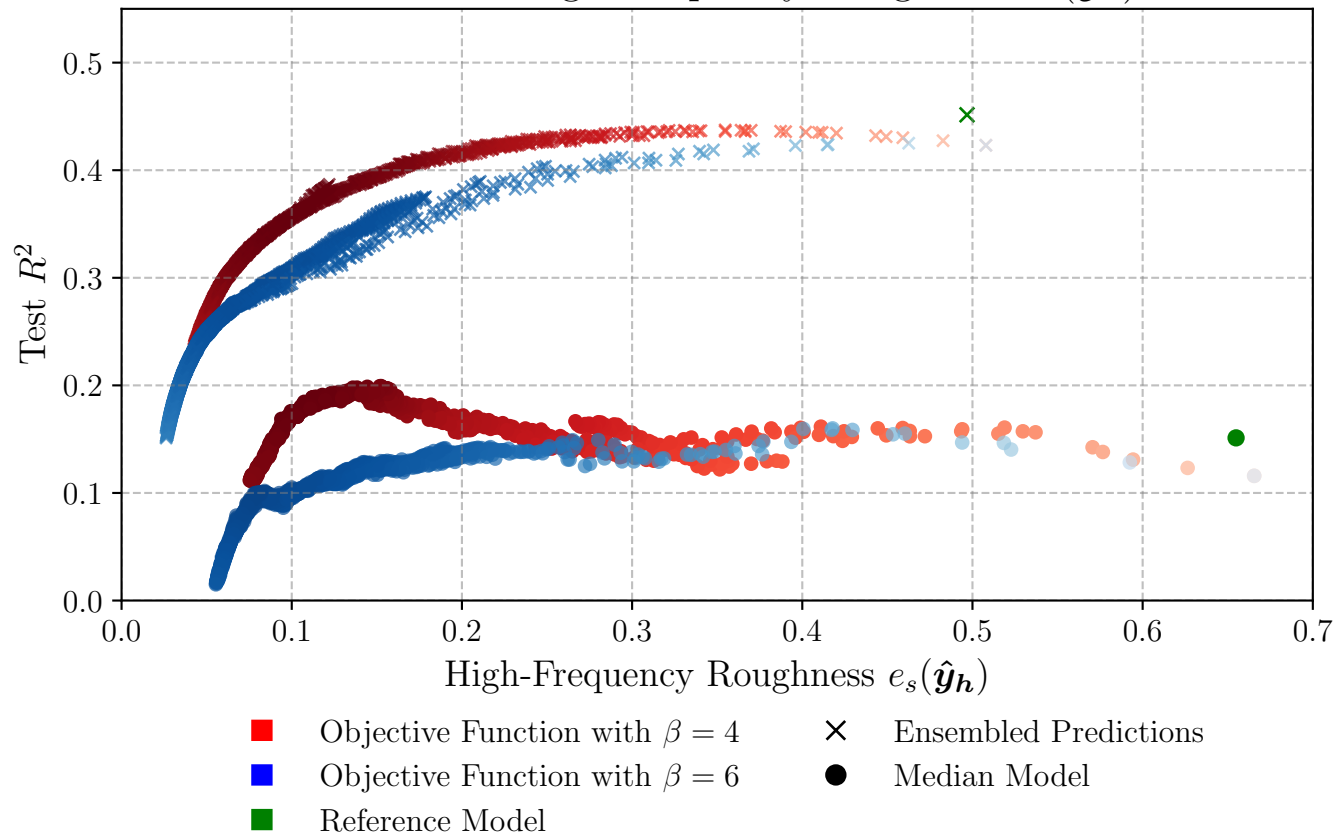 0.5
0.4
0.3
0.2
0.1
0.0
Test R²
0.0 0.1 0.2 0.3 0.4 0.5 0.6 0.7
High-Frequency Roughness eₛ(ŷₕ)
Objective Function with β = 4
Objective Function with β = 6
Reference Model
Ensembled Predictions
Median Model